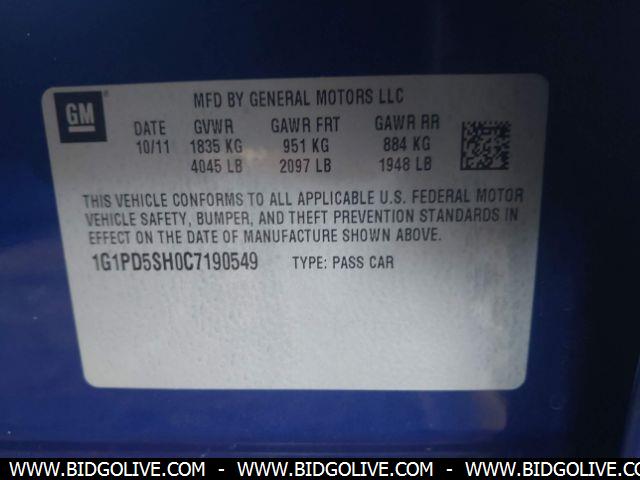 GM
MFD BY GENERAL MOTORS LLC
DATE GVWR GAWR FRT GAWR RR
10/11 1835 KG 951 KG 884 KG
4045 LB 2097 LB 1948 LB
THIS VEHICLE CONFORMS TO ALL APPLICABLE U.S. FEDERAL MOTOR
VEHICLE SAFETY, BUMPER, AND THEFT PREVENTION STANDARDS IN
EFFECT ON THE DATE OF MANUFACTURE SHOWN ABOVE.
1G1PD5SH0C7190549 TYPE: PASS CAR
WWW.BIDGOLIVE.COM - WWW.BIDGOLIVE.COM - WWW.BIDGOLIVE.COM - WWW.BIDGOLIVE.COM